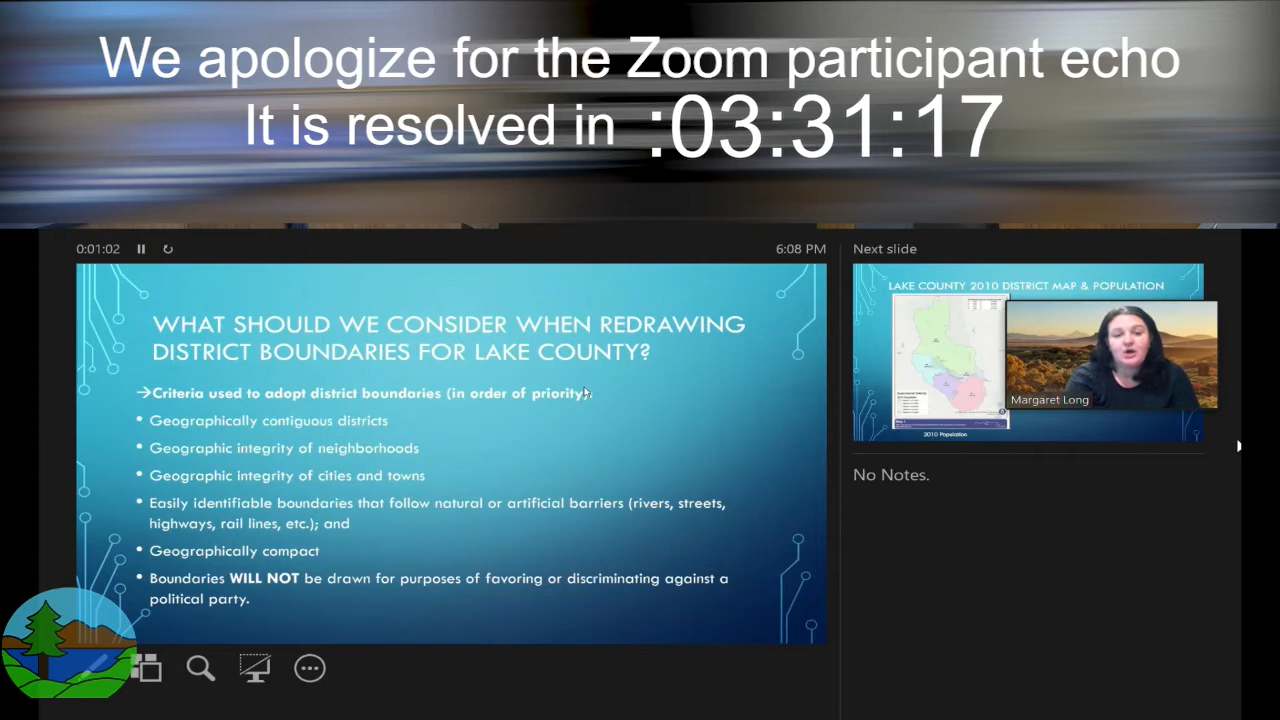 We apologize for the Zoom participant echo
It is resolved in :03:31:17
0:01:02
6:08 PM
WHAT SHOULD WE CONSIDER WHEN REDRAWING
DISTRICT BOUNDARIES FOR LAKE COUNTY?
→Criteria used to adopt district boundaries (in order of priority):
• Geographically contiguous districts
• Geographic integrity of neighborhoods
• Geographic integrity of cities and towns
• Easily identifiable boundaries that follow natural or artificial barriers (rivers, streets,
highways, rail lines, etc.); and
• Geographically compact
• Boundaries WILL NOT be drawn for purposes of favoring or discriminating against a
political party.
Next slide
LAKE COUNTY 2010 DISTRICT MAP & POPULATION
Margaret Long
2010 Population
No Notes.